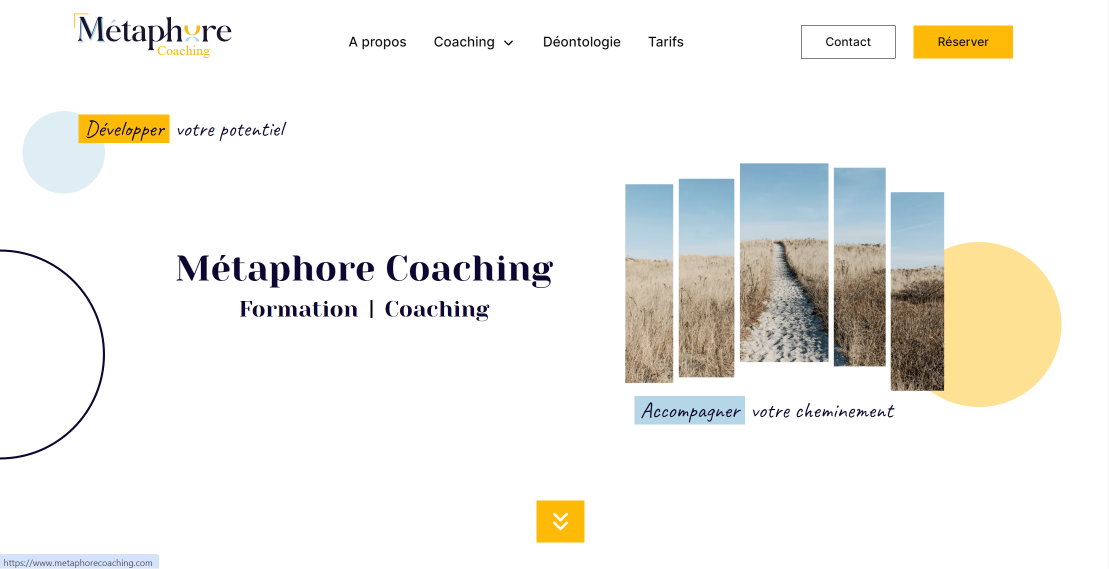 Métaphore
Coaching
A propos Coaching Déontologie Tarifs Contact Réserver
Développer votre potentiel
Métaphore Coaching
Formation | Coaching
Accompagner votre cheminement
https://www.metaphorecoaching.com